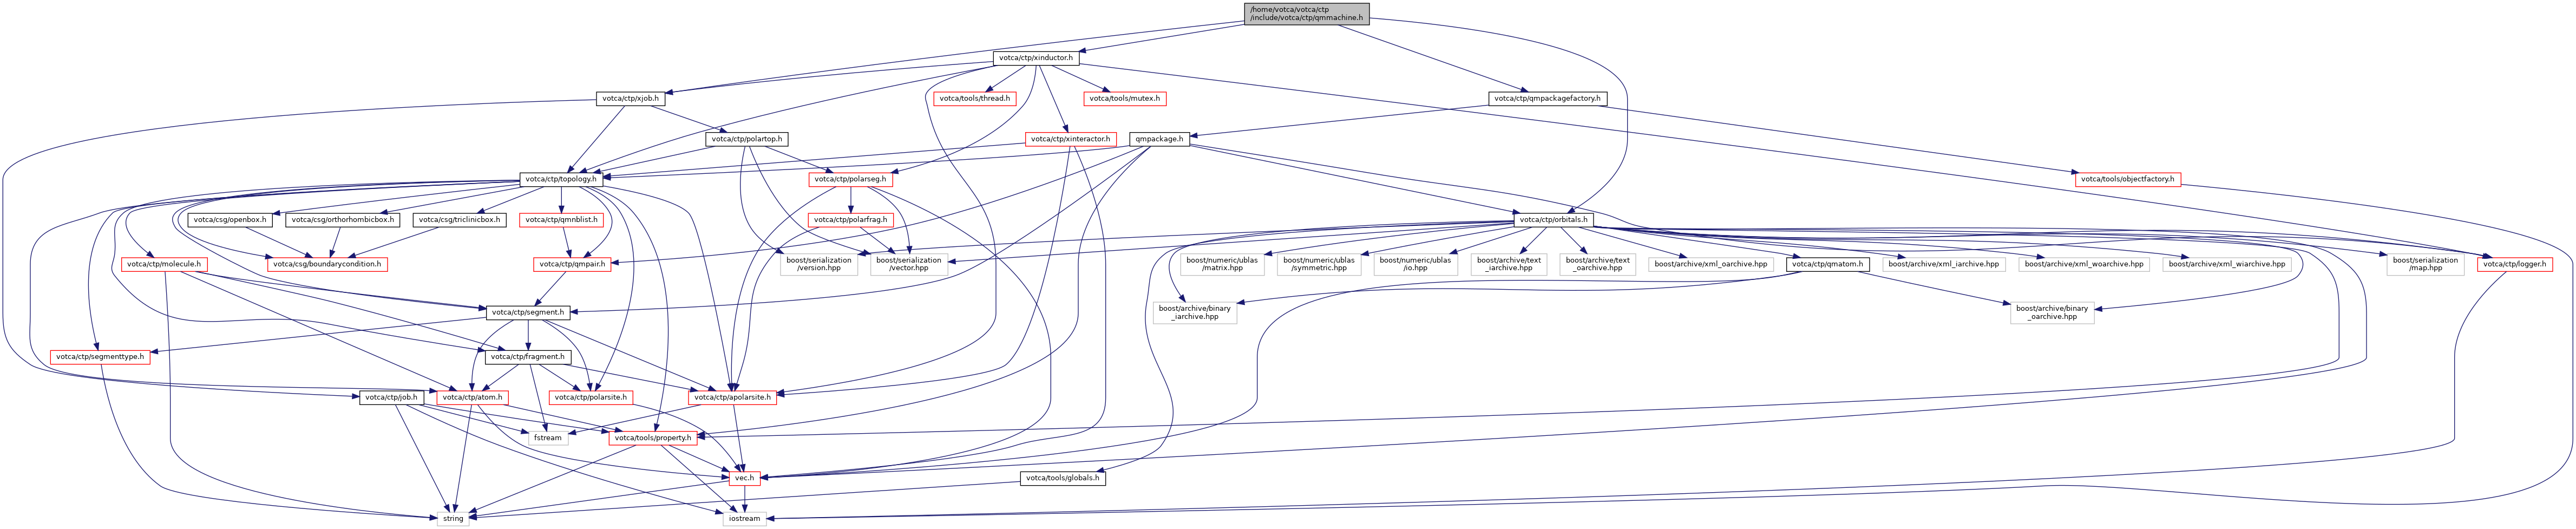 /home/votca/votca/ctp
/include/votca/ctp/qmmachine.h
votca/ctp/xinductor.h
votca/ctp/xjob.h
votca/tools/thread.h
votca/tools/mutex.h
votca/ctp/qmpackagefactory.h
votca/ctp/polartop.h
votca/ctp/xinteractor.h
qmpackage.h
votca/ctp/topology.h
votca/ctp/polarseg.h
votca/tools/objectfactory.h
votca/csg/openbox.h
votca/csg/orthorhombicbox.h
votca/csg/triclinicbox.h
votca/ctp/qmnblist.h
votca/ctp/polarfrag.h
votca/ctp/orbitals.h
votca/ctp/molecule.h
votca/csg/boundarycondition.h
votca/ctp/qmpair.h
boost/serialization
/version.hpp
boost/serialization
/vector.hpp
boost/numeric/ublas
/matrix.hpp
boost/numeric/ublas
/symmetric.hpp
boost/numeric/ublas
/io.hpp
boost/archive/text
_iarchive.hpp
boost/archive/text
_oarchive.hpp
boost/archive/xml_oarchive.hpp
votca/ctp/qmatom.h
boost/archive/xml_iarchive.hpp
boost/archive/xml_woarchive.hpp
boost/archive/xml_wiarchive.hpp
boost/serialization
/map.hpp
votca/ctp/logger.h
votca/ctp/segment.h
boost/archive/binary
_iarchive.hpp
boost/archive/binary
_oarchive.hpp
votca/ctp/segmenttype.h
votca/ctp/fragment.h
votca/ctp/job.h
votca/ctp/atom.h
votca/ctp/polarsite.h
votca/ctp/apolarsite.h
fstream
votca/tools/property.h
vec.h
votca/tools/globals.h
string
iostream